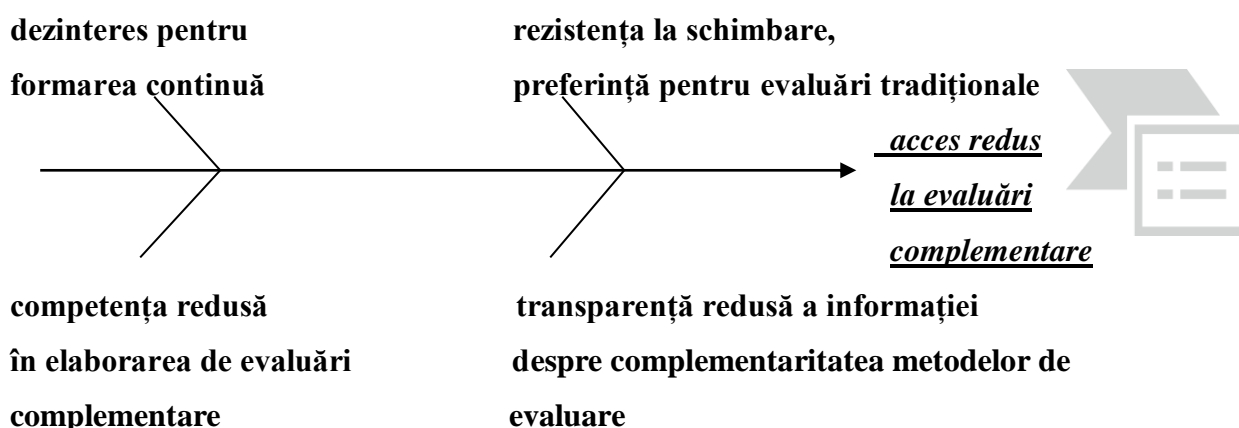 dezinteres pentru
formarea continuă
rezistența la schimbare,
preferință pentru evaluări tradiționale
acces redus
la evaluări
complementare
competența redusă
în elaborarea de evaluări
complementare
transparență redusă a informației
despre complementaritatea metodelor de
evaluare